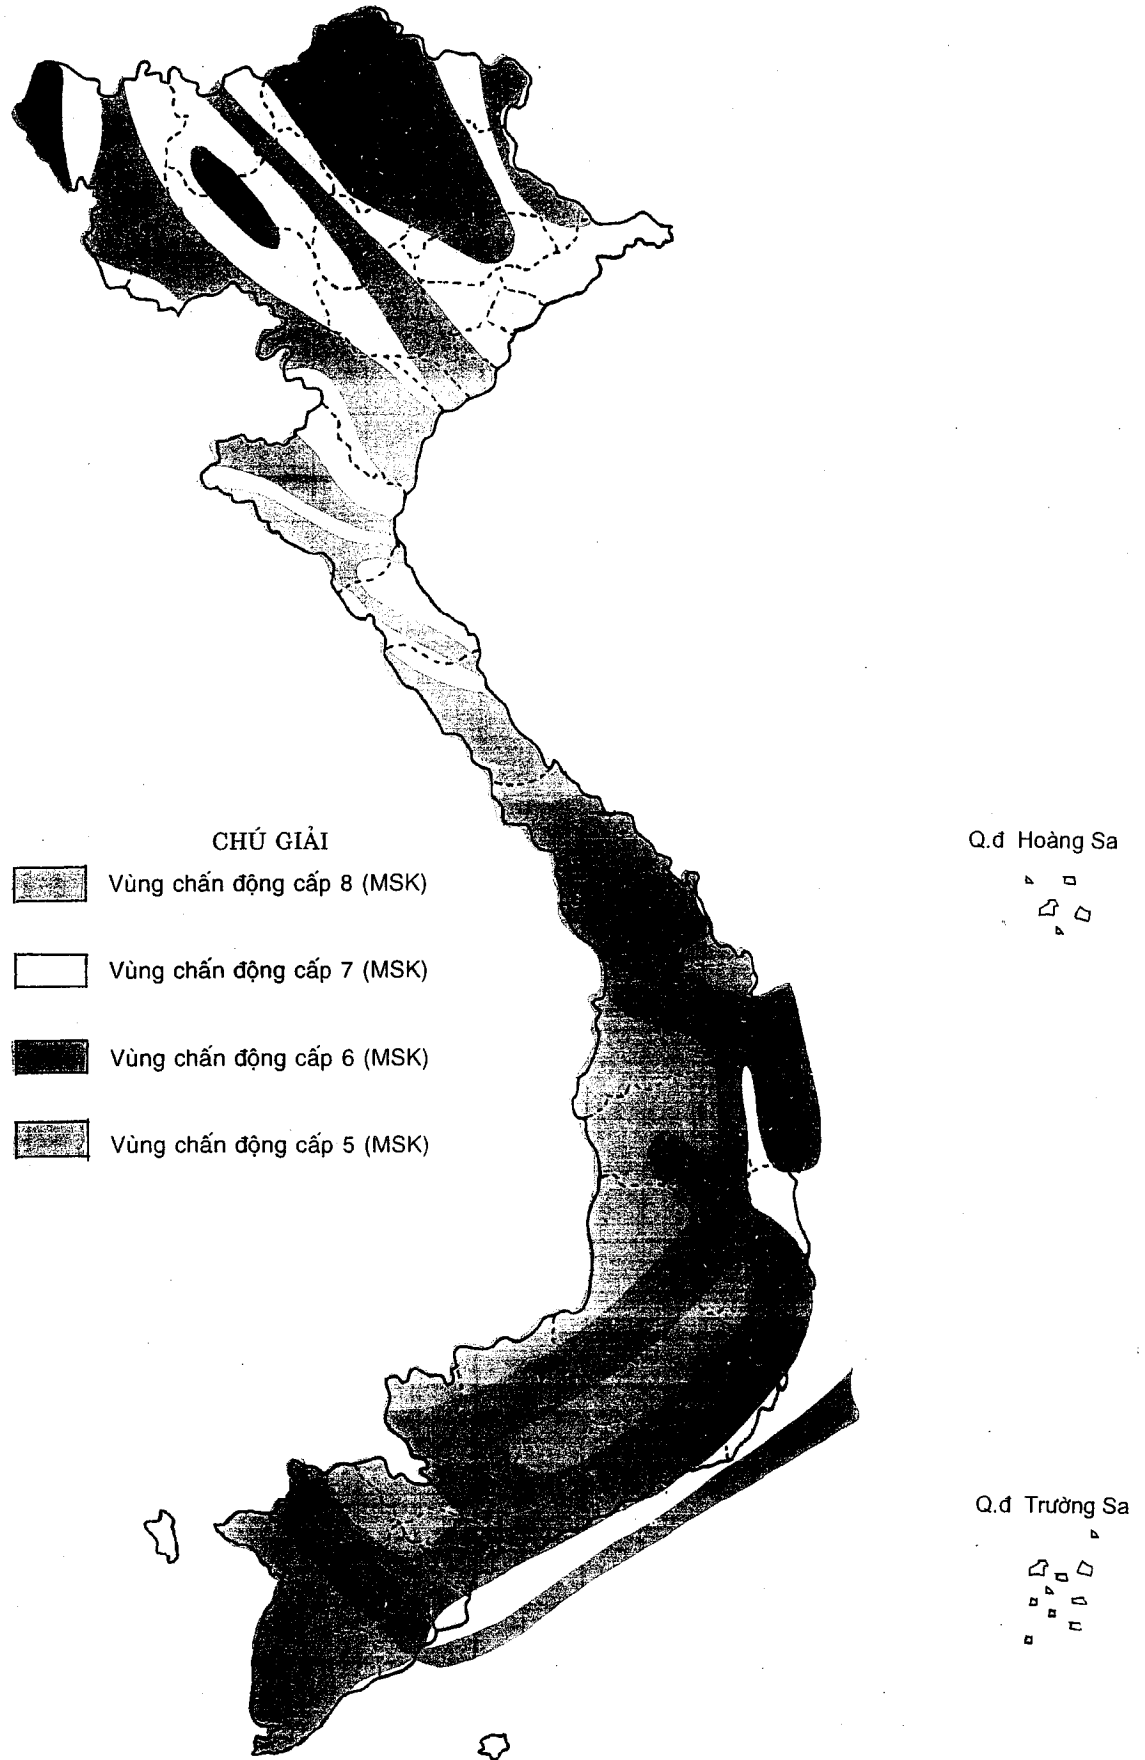 CHÚ GIẢI
Vùng chấn động cấp 8 (MSK)
Vùng chấn động cấp 7 (MSK)
Vùng chấn động cấp 6 (MSK)
Vùng chấn động cấp 5 (MSK)
Q.đ Hoàng Sa
Q.đ Trường Sa